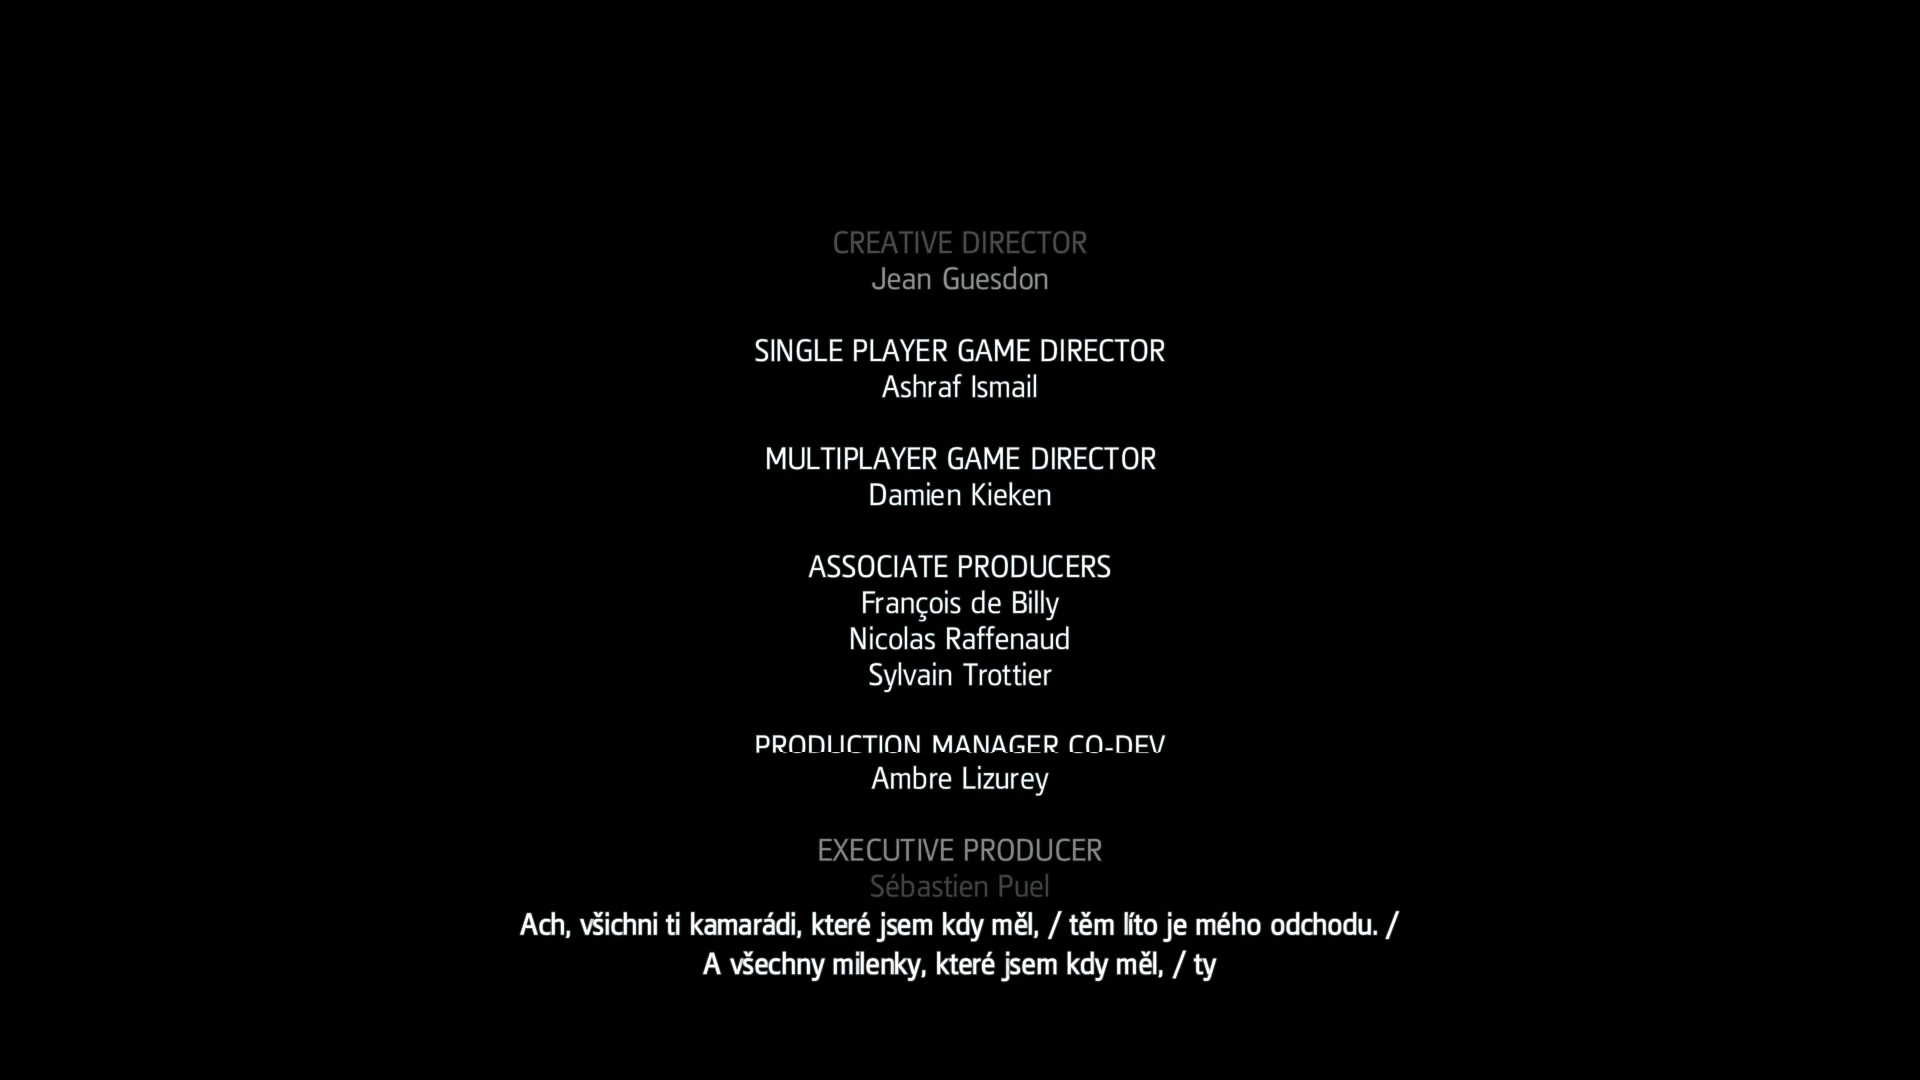 CREATIVE DIRECTOR
Jean Guesdon
SINGLE PLAYER GAME DIRECTOR
Ashraf Ismail
MULTIPLAYER GAME DIRECTOR
Damien Kieken
ASSOCIATE PRODUCERS
François de Billy
Nicolas Raffenaud
Sylvain Trottier
PRODUCTION MANAGER CO-DEV
Ambre Lizurey
EXECUTIVE PRODUCER
Sébastien Puel
Ach, všichni ti kamarádi, které jsem kdy měl, / těm líto je mého odchodu. /
A všechny milenky, které jsem kdy měl, / ty